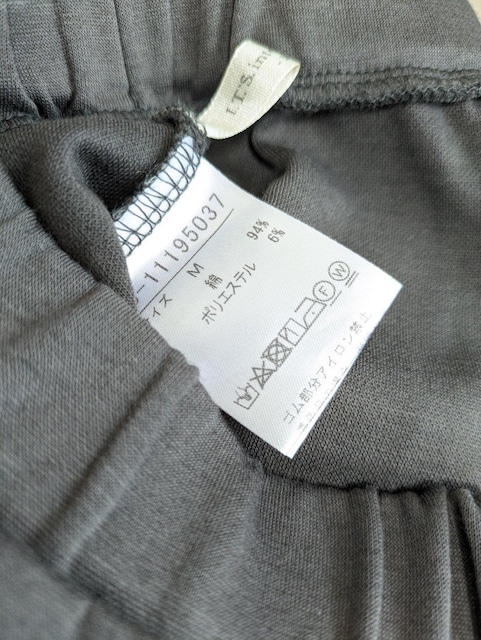 I.T.S. in
-11195037
イズ M
綿 94%
ポリエステル 6%
F W
ゴム部分アイロン禁止